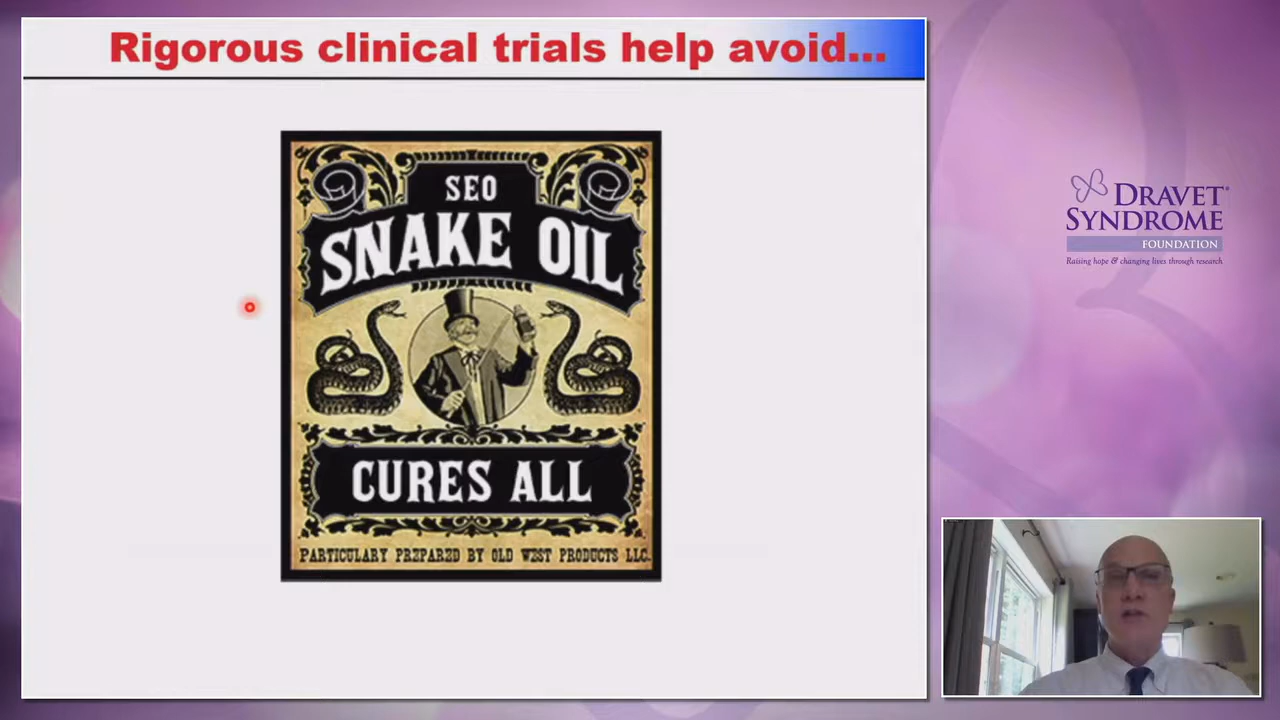 Rigorous clinical trials help avoid...
SEO
SNAKE OIL
CURES ALL
PARTICULARY PREPARED BY OLD WEST PRODUCTS LLC.
DRAVET®
SYNDROME
FOUNDATION
Raising hope & changing lives through research